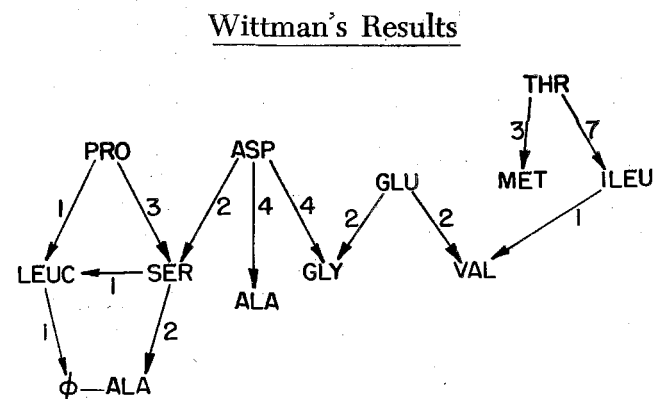 Wittman's Results
THR
3 7
PRO ASP
GLU MET ILEU
1 3 2 4 4
2 2 1
LEUC SER GLY VAL
1
ALA
1 2
ϕ—ALA